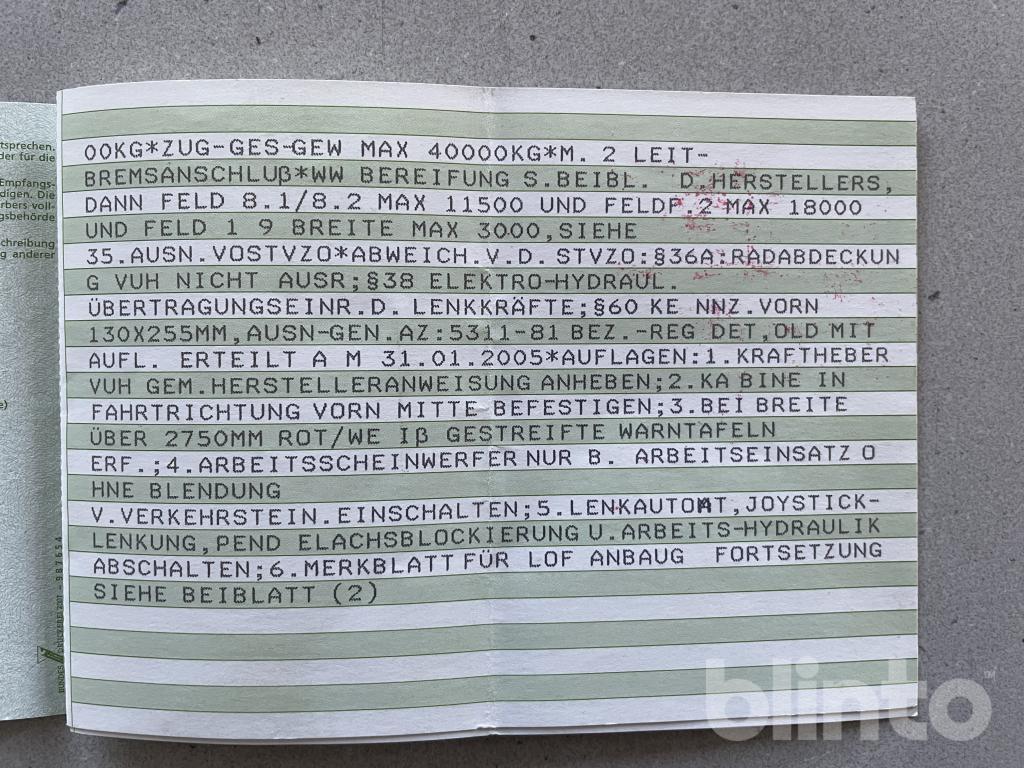 tsprechen.
der für die
Empfangs-
digen. Die
rbers voll-
gsbehörde
schreibung
g anderer
e)
00KG*ZUG-GES-GEW MAX 40000KG*M. 2 LEIT-
BREMSANSCHLUß*WW BEREIFUNG S.BEIBL. D.HERSTELLERS,
DANN FELD 8.1/8.2 MAX 11500 UND FELDF.2 MAX 18000
UND FELD 1 9 BREITE MAX 3000,SIEHE
35.AUSN.VOSTVZO*ABWEICH.V.D.STVZO:§36A:RADABDECKUN
G VUH NICHT AUSR;§38 ELEKTRO-HYDRAUL.
ÜBERTRAGUNGSEINR.D. LENKKRÄFTE;§60 KE NNZ.VORN
130X255MM,AUSN-GEN.AZ:5311-81 BEZ.-REG DET,OLD MIT
AUFL. ERTEILT A M 31.01.2005*AUFLAGEN:1.KRAFTHEBER
VUH GEM.HERSTELLERANWEISUNG ANHEBEN;2.KA BINE IN
FAHRTRICHTUNG VORN MITTE BEFESTIGEN;3.BEI BREITE
ÜBER 2750MM ROT/WE Iß GESTREIFTE WARNTAFELN
ERF.;4.ARBEITSSCHEINWERFER NUR B. ARBEITSEINSATZ O
HNE BLENDUNG
V.VERKEHRSTEIN.EINSCHALTEN;5.LENKAUTOMT,JOYSTICK-
LENKUNG,PEND ELACHSBLOCKIERUNG U.ARBEITS-HYDRAULIK
ABSCHALTEN;6.MERKBLATT FÜR LOF ANBAUG FORTSETZUNG
SIEHE BEIBLATT (2)
blinto